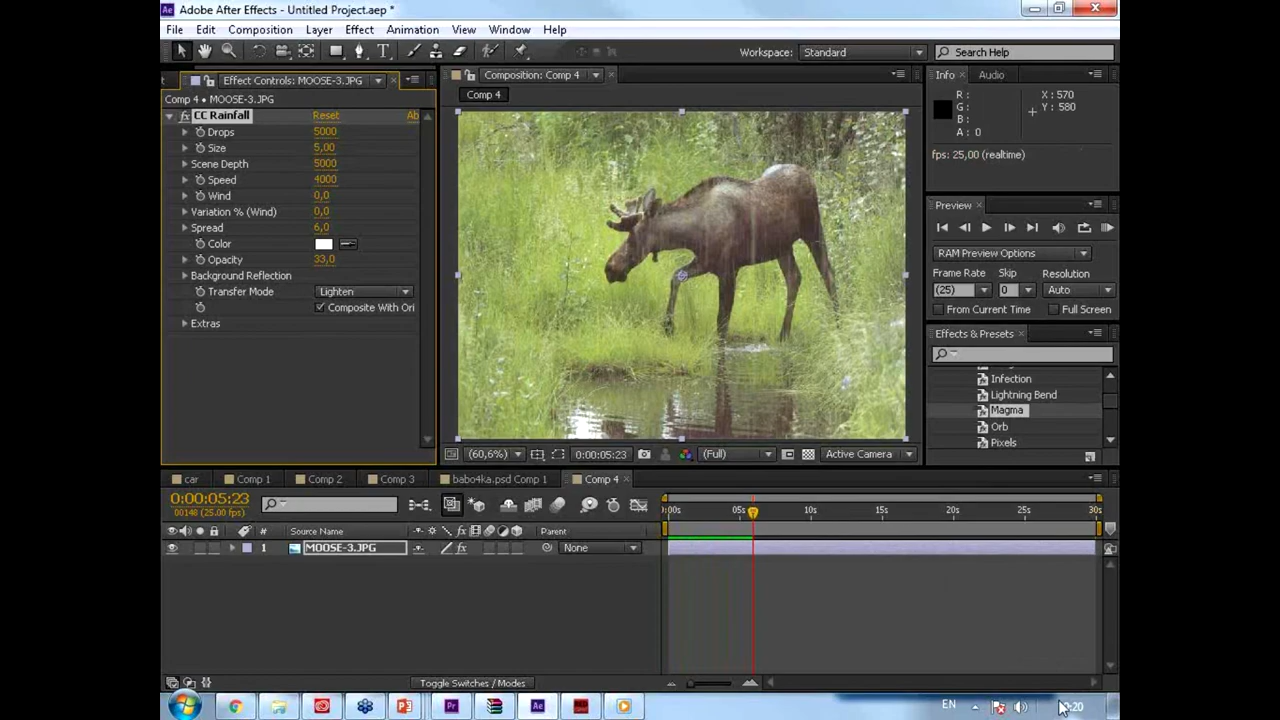 Adobe After Effects - Untitled Project.aep *
File Edit Composition Layer Effect Animation View Window Help
Workspace: Standard Search Help
Effect Controls: MOOSE-3.JPG
Comp 4 • MOOSE-3.JPG
CC Rainfall Reset Ab
Drops 5000
Size 5,00
Scene Depth 5000
Speed 4000
Wind 0,0
Variation % (Wind) 0,0
Spread 6,0
Color
Opacity 33,0
Background Reflection
Transfer Mode Lighten
Composite With Ori
Extras
Composition: Comp 4
Comp 4
(60,6%) 0:00:05:23 (Full) Active Camera
Info Audio
R : X : 570
G : Y : 580
B :
A : 0
fps: 25,00 (realtime)
Preview
RAM Preview Options
Frame Rate Skip Resolution
(25) 0 Auto
From Current Time Full Screen
Effects & Presets
Infection
Lightning Bend
Magma
Orb
Pixels
car Comp 1 Comp 2 Comp 3 babo4ka.psd Comp 1 Comp 4
0:00:05:23
00148 (25.00 fps)
# Source Name Parent
1 MOOSE-3.JPG None
:00s 05s 10s 15s 20s 25s 30s
Toggle Switches / Modes
Pr Ae EN :20